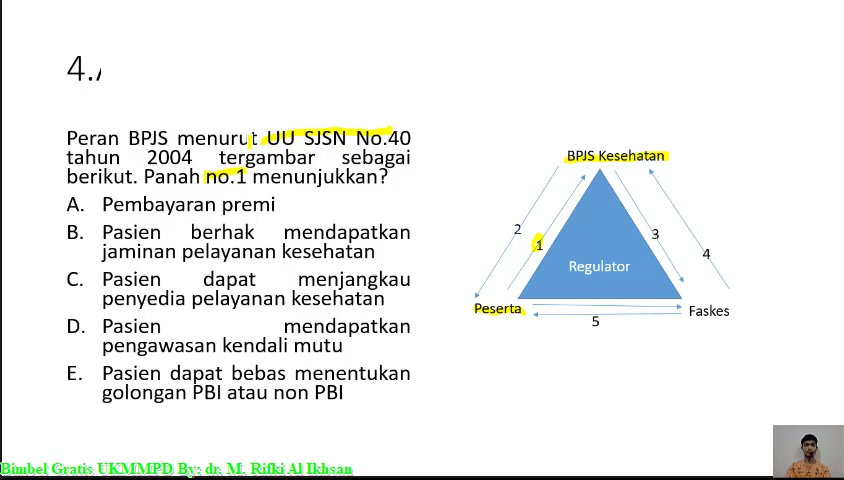 4.
Peran BPJS menurut UU SJSN No.40
tahun 2004 tergambar sebagai
berikut. Panah no.1 menunjukkan?
A. Pembayaran premi
B. Pasien berhak mendapatkan
jaminan pelayanan kesehatan
C. Pasien dapat menjangkau
penyedia pelayanan kesehatan
D. Pasien mendapatkan
pengawasan kendali mutu
E. Pasien dapat bebas menentukan
golongan PBI atau non PBI
BPJS Kesehatan
2
1
3
4
Regulator
Peserta
Faskes
5
Bimbel Gratis UKMMPD By: dr. M. Rifki Al Ikhsan